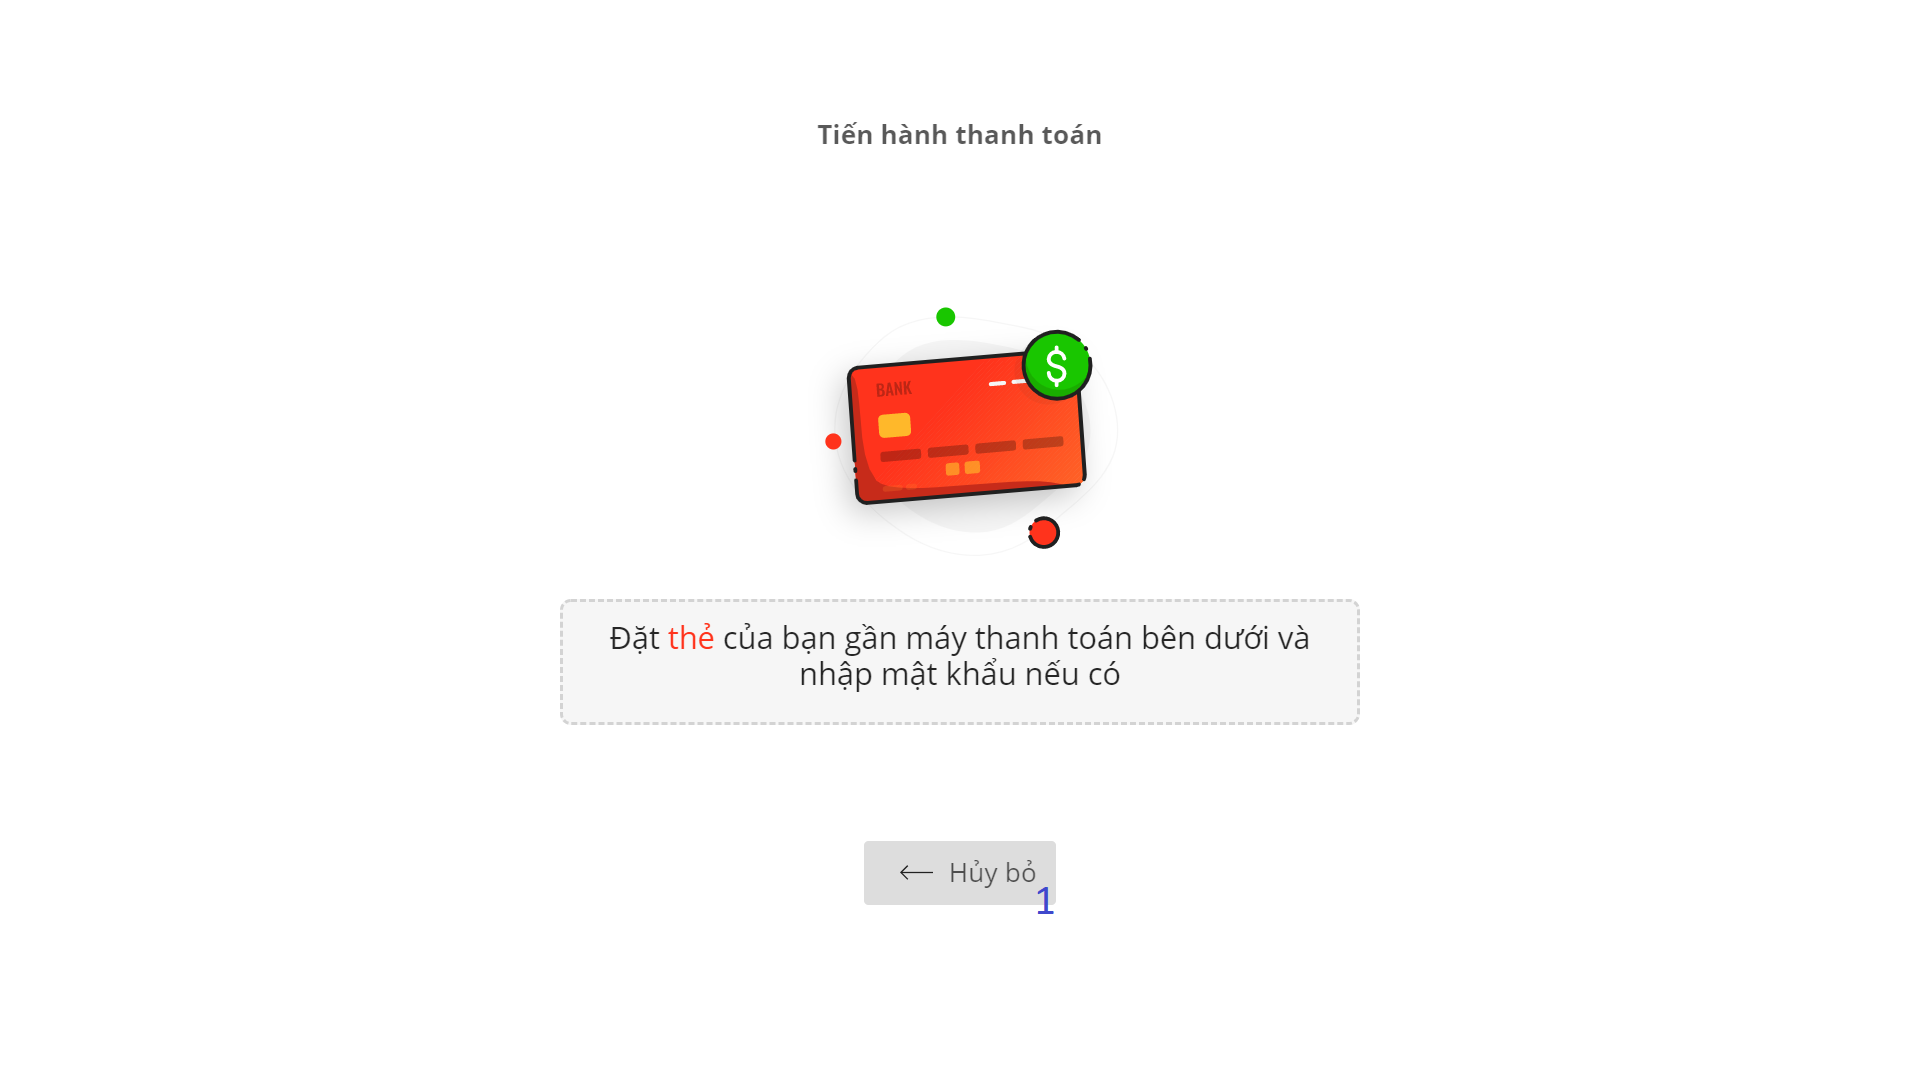 Tiến hành thanh toán
BANK
$
Đặt thẻ của bạn gần máy thanh toán bên dưới và
nhập mật khẩu nếu có
Hủy bỏ
1